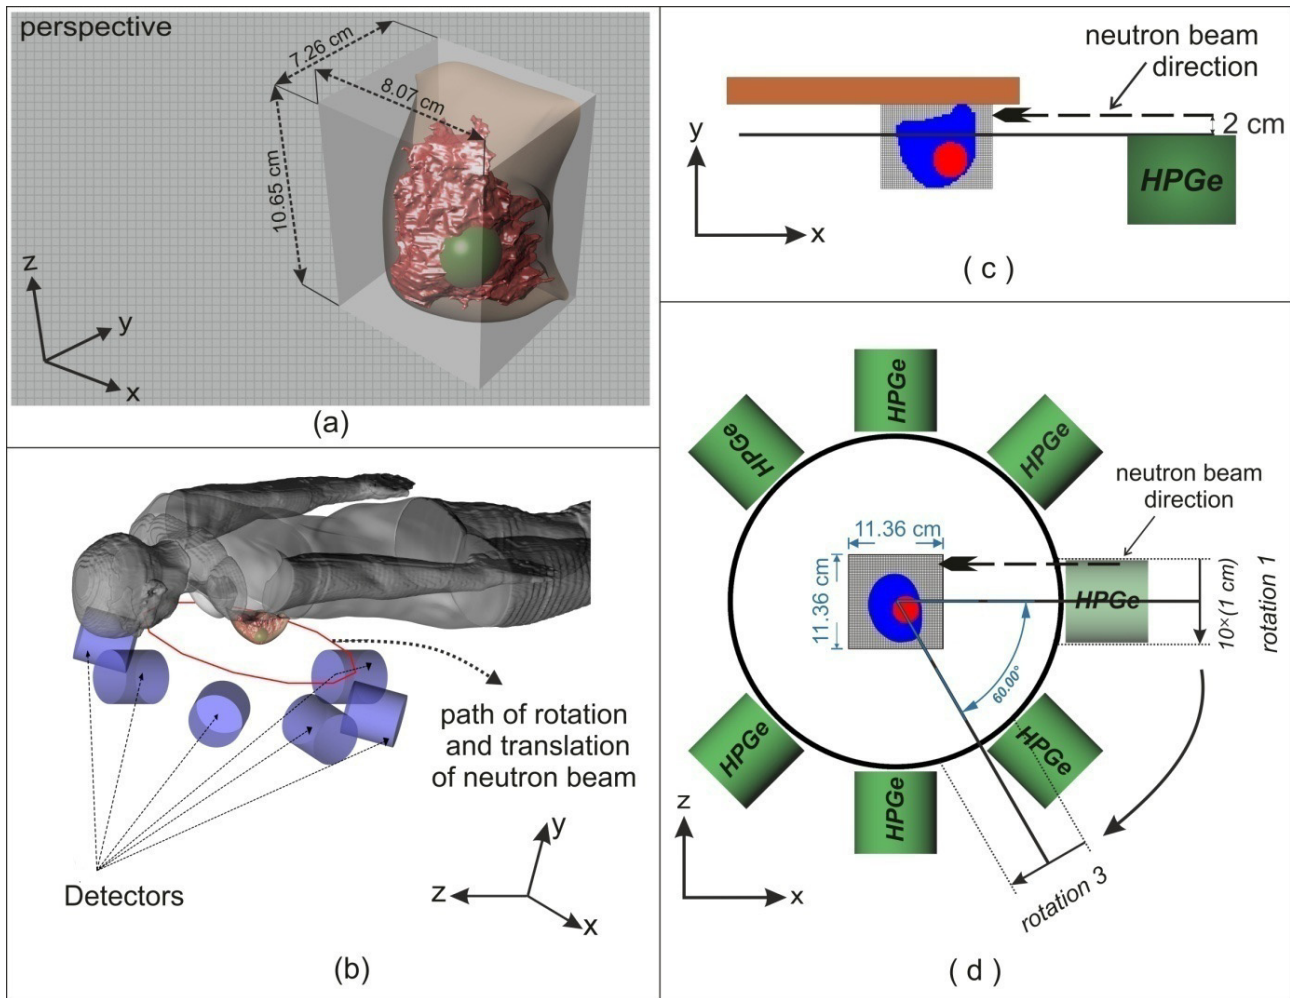 perspective
7.26 cm
8.07 cm
10.65 cm
z
y
x
(a)
path of rotation
and translation
of neutron beam
Detectors
y
z
x
(b)
neutron beam
direction
2 cm
y
HPGe
x
( c )
HPGe
HPGe
HPGe
neutron beam
direction
11.36 cm
11.36 cm
HPGe
10×(1 cm)
rotation 1
60.00°
HPGe
HPGe
HPGe
z
x
rotation 3
( d )